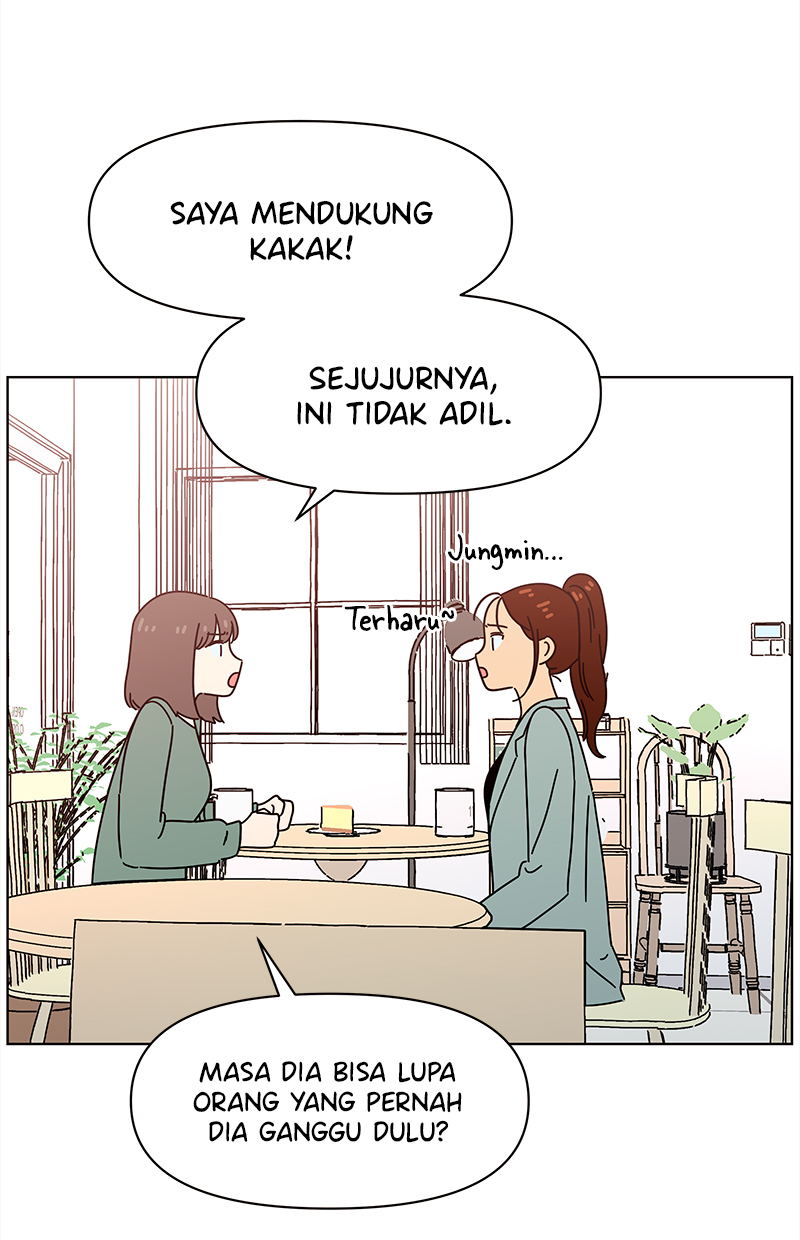 SAYA MENDUKUNG
KAKAK!
SEJUJURNYA,
INI TIDAK ADIL.
Jungmin...
Terharu~
MASA DIA BISA LUPA
ORANG YANG PERNAH
DIA GANGGU DULU?